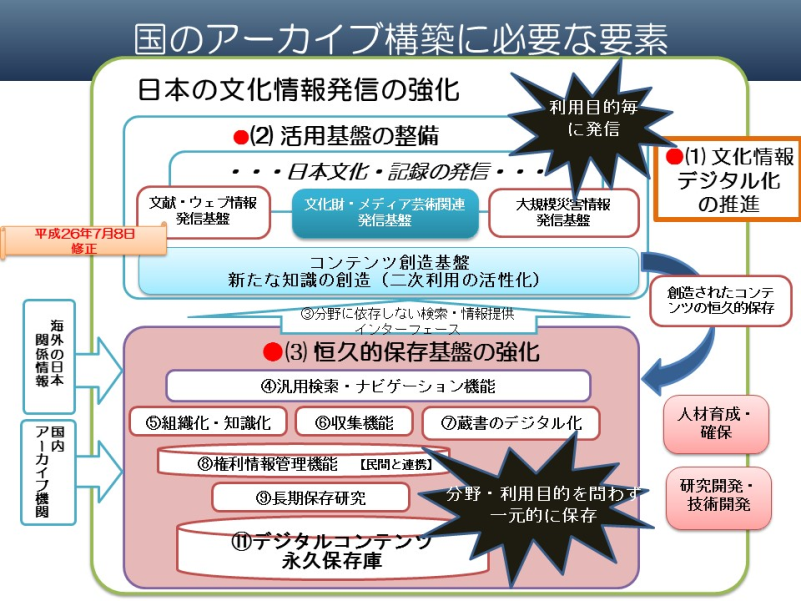 国のアーカイブ構築に必要な要素
日本の文化情報発信の強化
利用目的毎
に発信
●(2) 活用基盤の整備
●(1) 文化情報
デジタル化
の推進
・・・日本文化・記録の発信・・・
文献・ウェブ情報
発信基盤
文化財・メディア芸術関連
発信基盤
大規模災害情報
発信基盤
平成26年7月8日
修正
コンテンツ創造基盤
新たな知識の創造（二次利用の活性化）
創造されたコンテ
ンツの恒久的保存
③分野に依存しない検索・情報提供
インターフェース
海外の日本
関係情報
●(3) 恒久的保存基盤の強化
④汎用検索・ナビゲーション機能
⑤組織化・知識化
⑥収集機能
⑦蔵書のデジタル化
人材育成・
確保
国内
アーカイブ機関
⑧権利情報管理機能 【民間と連携】
⑨長期保存研究
分野・利用目的を問わず
一元的に保存
研究開発・
技術開発
⑪デジタルコンテンツ
永久保存庫